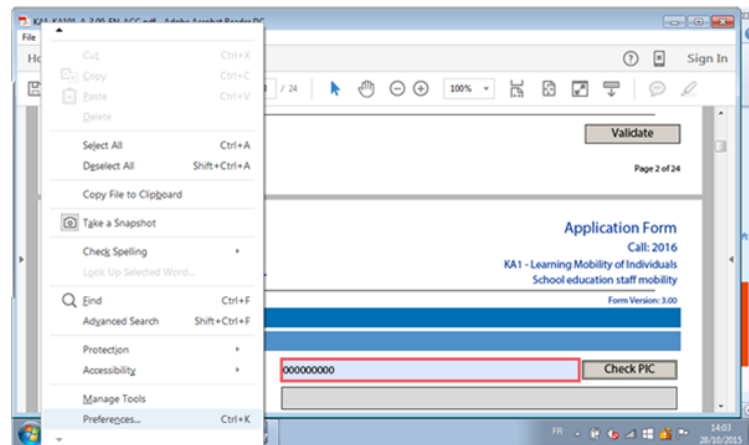 KA1_KA101_A_3.00_EN_ACC.pdf - Adobe Acrobat Reader DC
File
Sign In
/ 24
100%
Cut Ctrl+X
Copy Ctrl+C
Paste Ctrl+V
Delete
Select All Ctrl+A
Deselect All Shift+Ctrl+A
Copy File to Clipboard
Take a Snapshot
Check Spelling
Look Up Selected Word...
Find Ctrl+F
Advanced Search Shift+Ctrl+F
Protection
Accessibility
Manage Tools
Preferences... Ctrl+K
Validate
Page 2 of 24
Application Form
Call: 2016
KA1 - Learning Mobility of Individuals
School education staff mobility
Form Version: 3.00
000000000
Check PIC
FR
14:03
28/10/2015